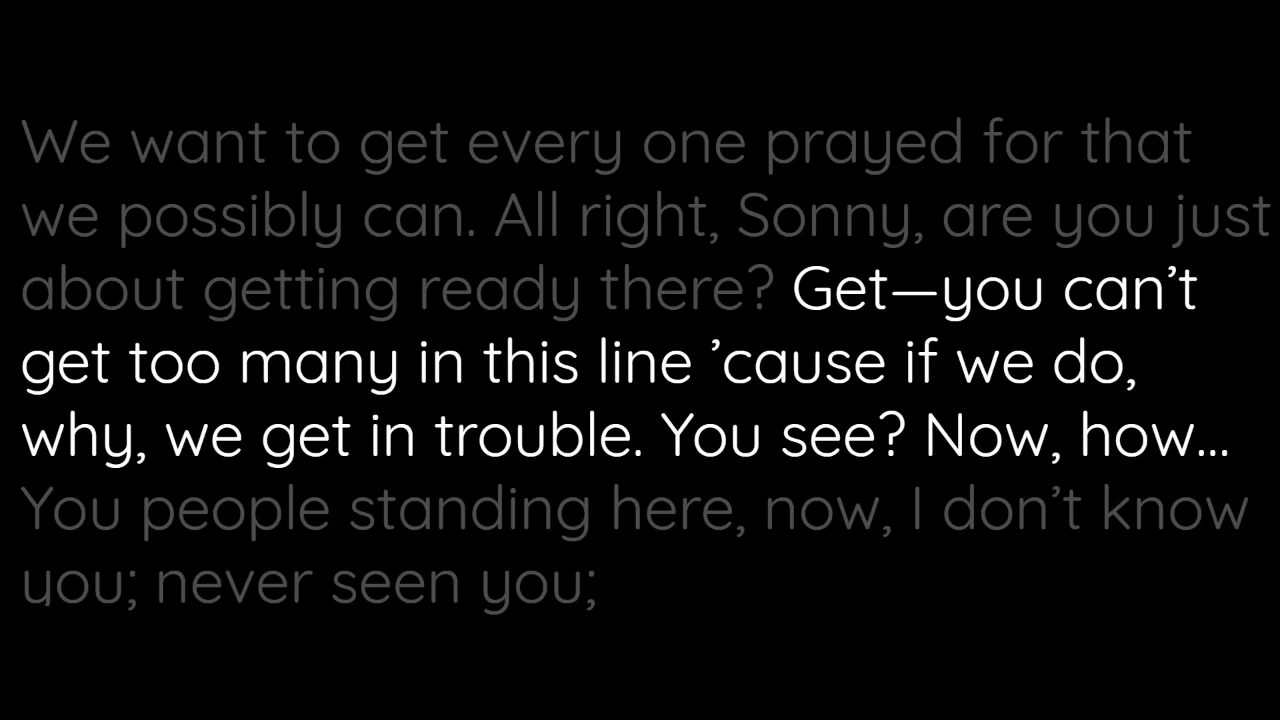 We want to get every one prayed for that
we possibly can. All right, Sonny, are you just
about getting ready there? Get—you can’t
get too many in this line ’cause if we do,
why, we get in trouble. You see? Now, how...
You people standing here, now, I don’t know
you; never seen you;